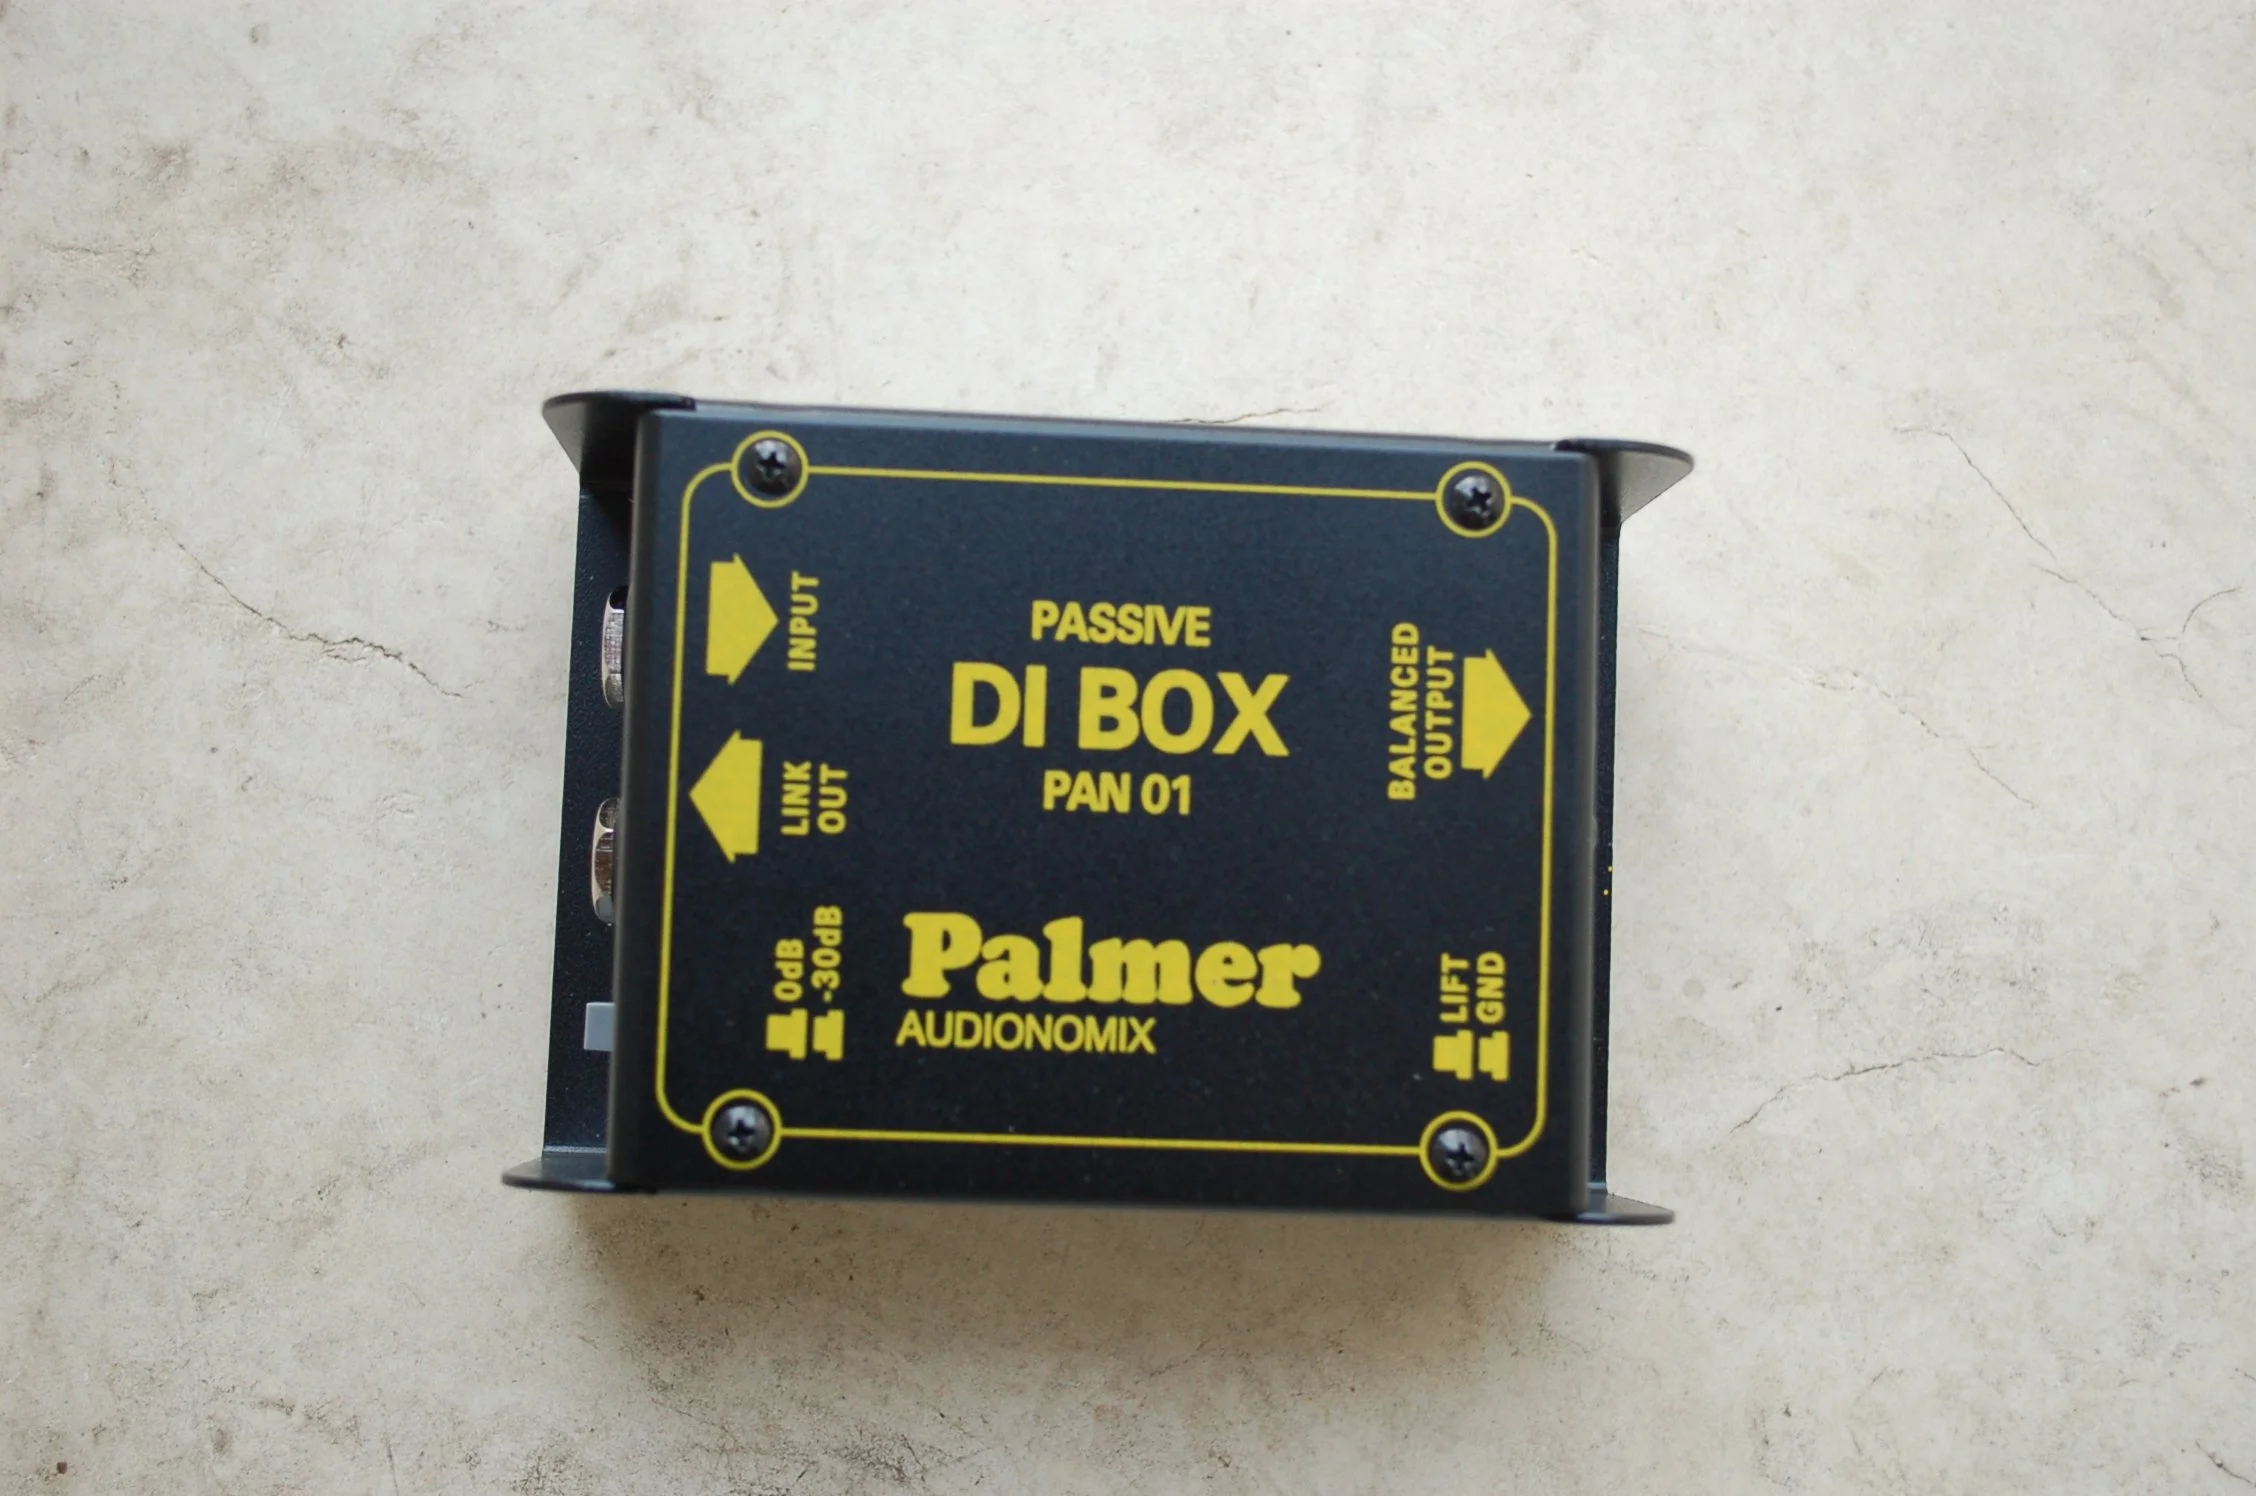 INPUT
LINK
OUT
0dB
-30dB
PASSIVE
DI BOX
PAN 01
Palmer
AUDIONOMIX
BALANCED
OUTPUT
LIFT
GND